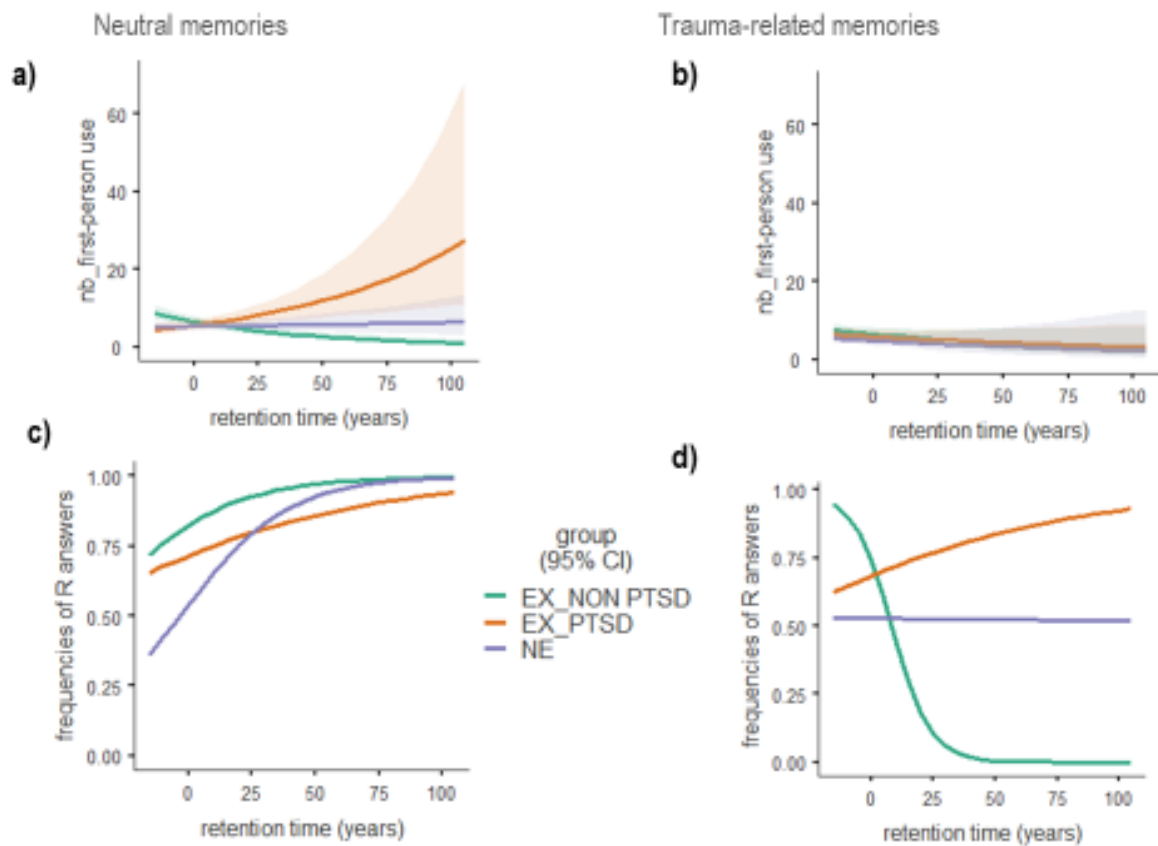 Neutral memories
Trauma-related memories
a)
nb_first-person use
60
40
20
0
0 25 50 75 100
retention time (years)
b)
nb_first-person use
60
40
20
0
0 25 50 75 100
retention time (years)
c)
frequencies of R answers
1.00
0.75
0.50
0.25
0.00
0 25 50 75 100
retention time (years)
group
(95% CI)
EX_NON PTSD
EX_PTSD
NE
d)
frequencies of R answers
1.00
0.75
0.50
0.25
0.00
0 25 50 75 100
retention time (years)